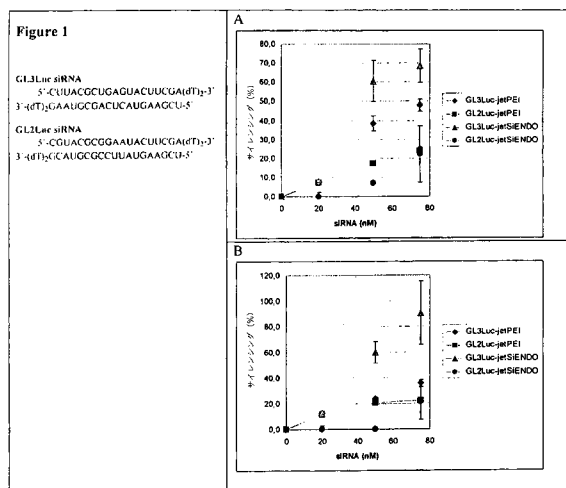 Figure 1
GL3Luc siRNA
5'-CUUACGCUGAGUACUUCGA(dT)2-3'
3'-(dT)2GAAUGCGACUCAUGAAGCU-5'
GL2Luc siRNA
5'-CGUACGCGGAAUACUUCGA(dT)2-3'
3'-(dT)2GCAUGCGCCUUAUGAAGCU-5'
A
サイレンシング (%)
80,0
70,0
60,0
50,0
40,0
30,0
20,0
10,0
0,0
0 20 40 60 80
siRNA (nM)
GL3Luc-jetPEI
GL2Luc-jetPEI
GL3Luc-jetSiENDO
GL2Luc-jetSiENDO
B
サイレンシング (%)
120,0
100,0
80,0
60,0
40,0
20,0
0,0
0 20 40 60 80
siRNA (nM)
GL3Luc-jetPEI
GL2Luc-jetPEI
GL3Luc-jetSiENDO
GL2Luc-jetSiENDO